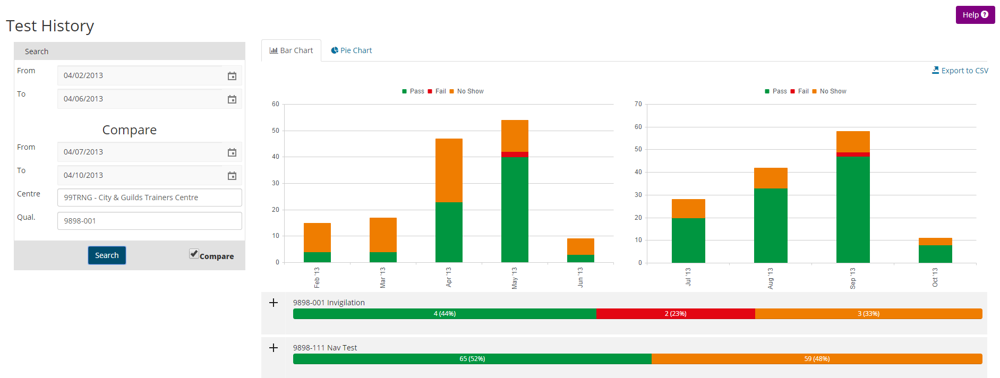 Help
Test History
Search
From
04/02/2013
To
04/06/2013
Compare
From
04/07/2013
To
04/10/2013
Centre
99TRNG - City & Guilds Trainers Centre
Qual.
9898-001
Search
Compare
Bar Chart
Pie Chart
Export to CSV
Pass Fail No Show
60
50
40
30
20
10
0
Feb '13
Mar '13
Apr '13
May '13
Jun '13
Pass Fail No Show
70
60
50
40
30
20
10
0
Jul '13
Aug '13
Sep '13
Oct '13
9898-001 Invigilation
4 (44%) 2 (23%) 3 (33%)
9898-111 Nav Test
65 (52%) 59 (48%)